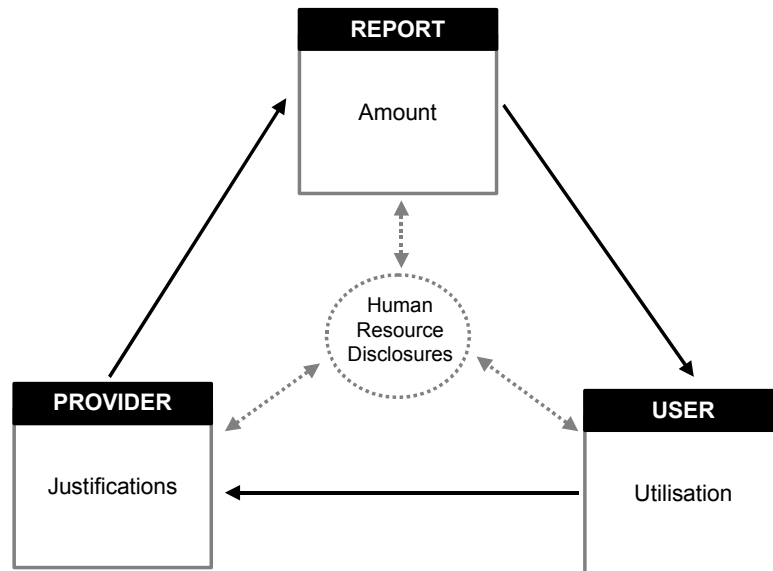 REPORT
Amount
Human
Resource
Disclosures
PROVIDER
Justifications
USER
Utilisation